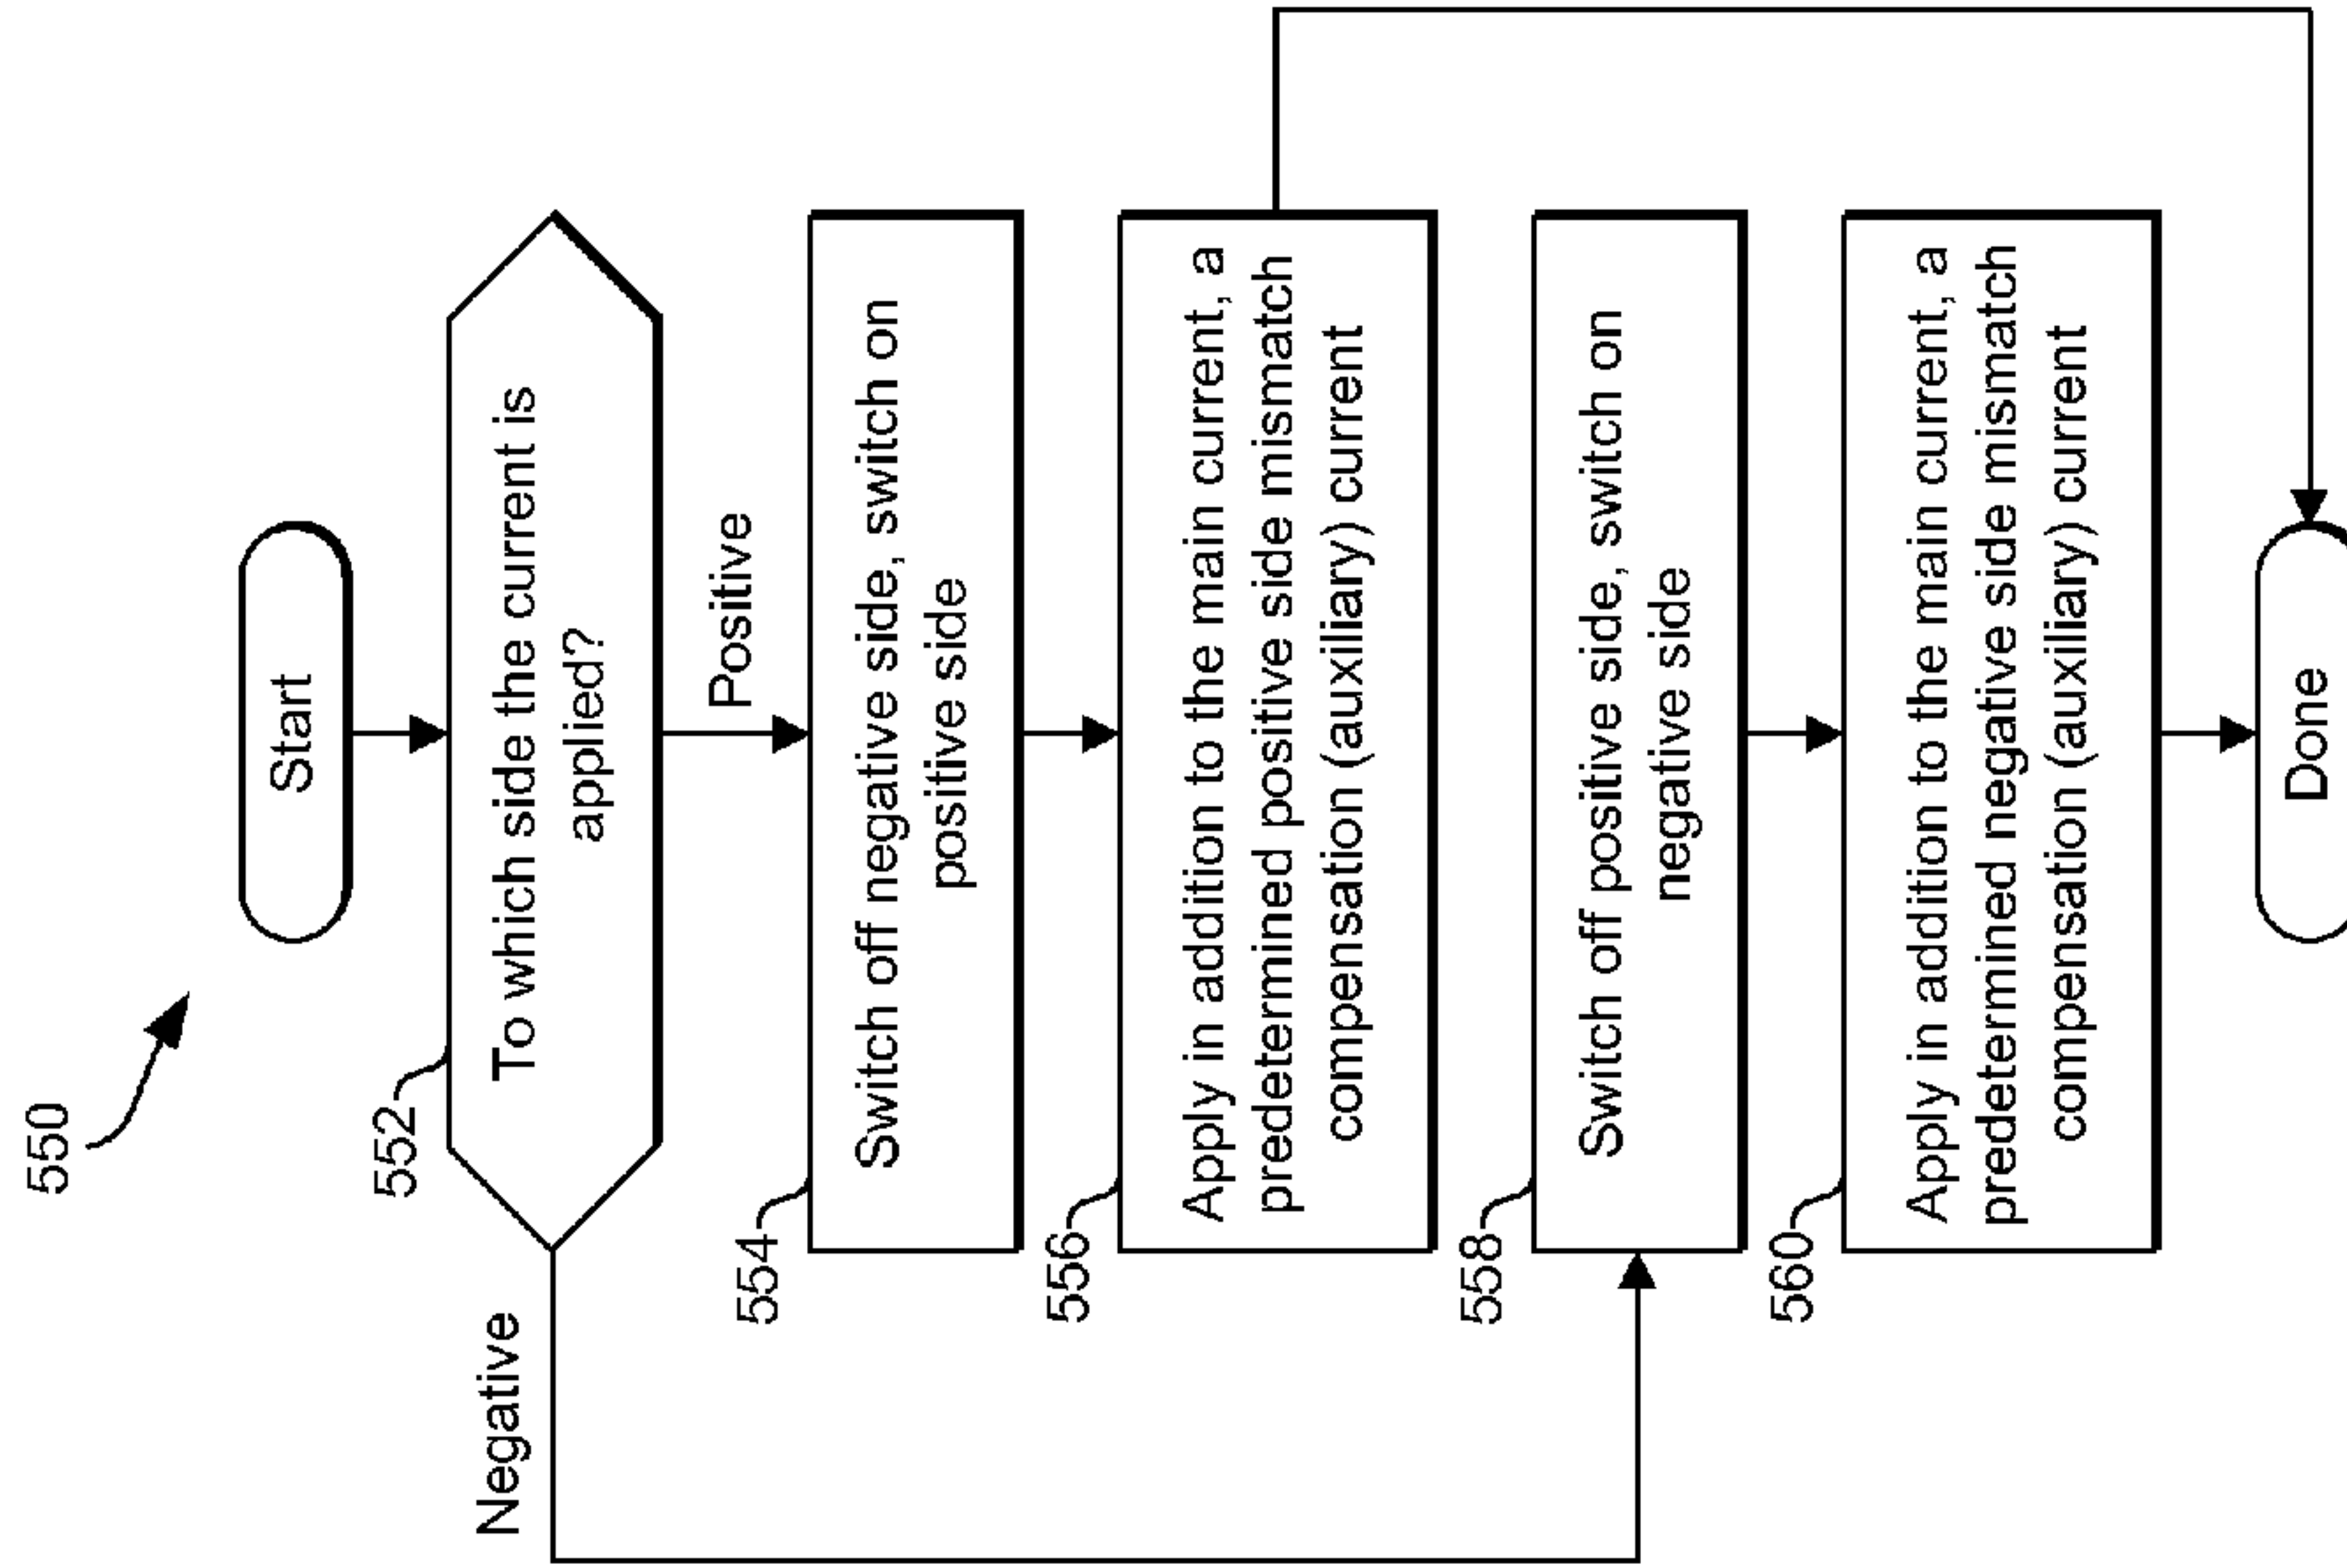 550
Start
552
To which side the current is
applied?
Negative
Positive
554
Switch off negative side, switch on
positive side
556
Apply in addition to the main current, a
predetermined positive side mismatch
compensation (auxiliary) current
558
Switch off positive side, switch on
negative side
560
Apply in addition to the main current, a
predetermined negative side mismatch
compensation (auxiliary) current
Done